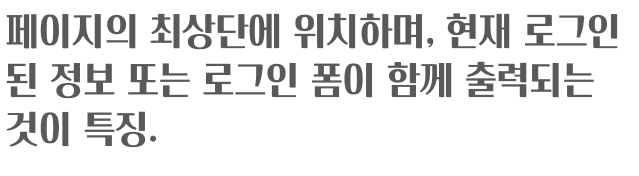 페이지의 최상단에 위치하며, 현재 로그인
된 정보 또는 로그인 폼이 함께 출력되는
것이 특징.